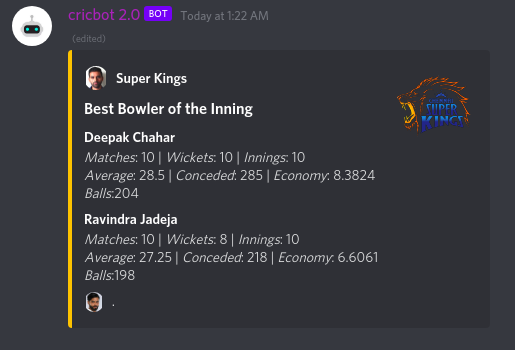 cricbot 2.0 BOT Today at 1:22 AM
(edited)
Super Kings
SUPER
KINGS
Best Bowler of the Inning
Deepak Chahar
Matches: 10 | Wickets: 10 | Innings: 10
Average: 28.5 | Conceded: 285 | Economy: 8.3824
Balls:204
Ravindra Jadeja
Matches: 10 | Wickets: 8 | Innings: 10
Average: 27.25 | Conceded: 218 | Economy: 6.6061
Balls:198
.